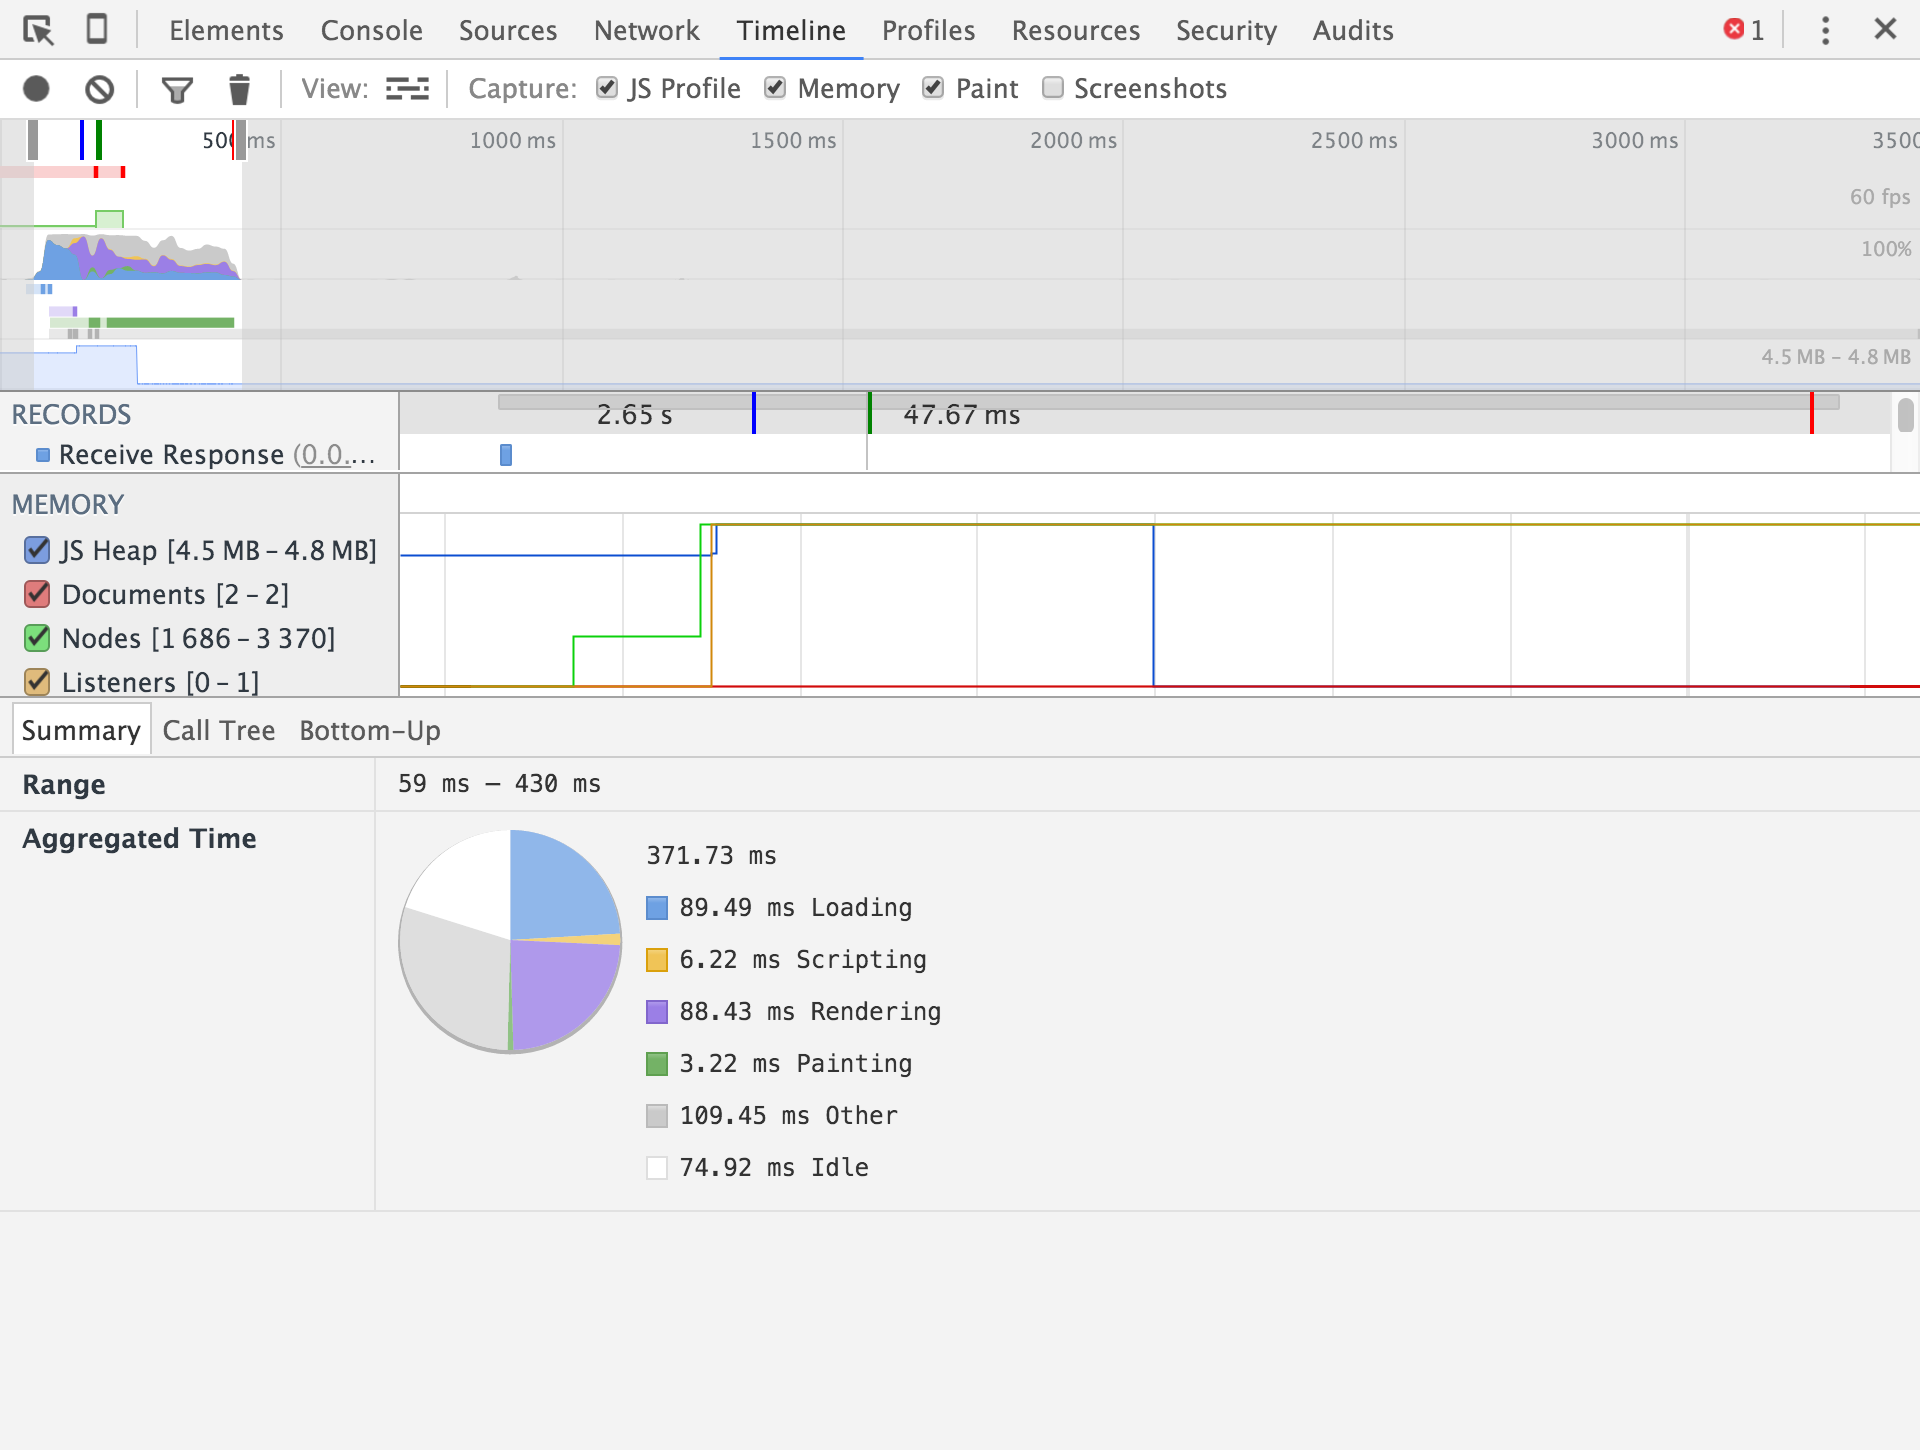 Elements Console Sources Network Timeline Profiles Resources Security Audits 1
View: Capture: JS Profile Memory Paint Screenshots
500 ms 1000 ms 1500 ms 2000 ms 2500 ms 3000 ms 3500
60 fps
100%
4.5 MB – 4.8 MB
RECORDS 2.65 s 47.67 ms
Receive Response (0.0.…
MEMORY
JS Heap [4.5 MB – 4.8 MB]
Documents [2 – 2]
Nodes [1 686 – 3 370]
Listeners [0 – 1]
Summary Call Tree Bottom-Up
Range 59 ms – 430 ms
Aggregated Time
371.73 ms
89.49 ms Loading
6.22 ms Scripting
88.43 ms Rendering
3.22 ms Painting
109.45 ms Other
74.92 ms Idle